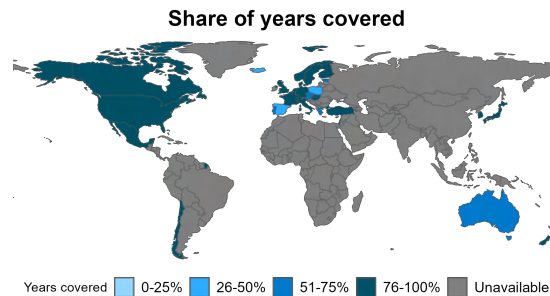 Share of years covered
Years covered 0-25% 26-50% 51-75% 76-100% Unavailable